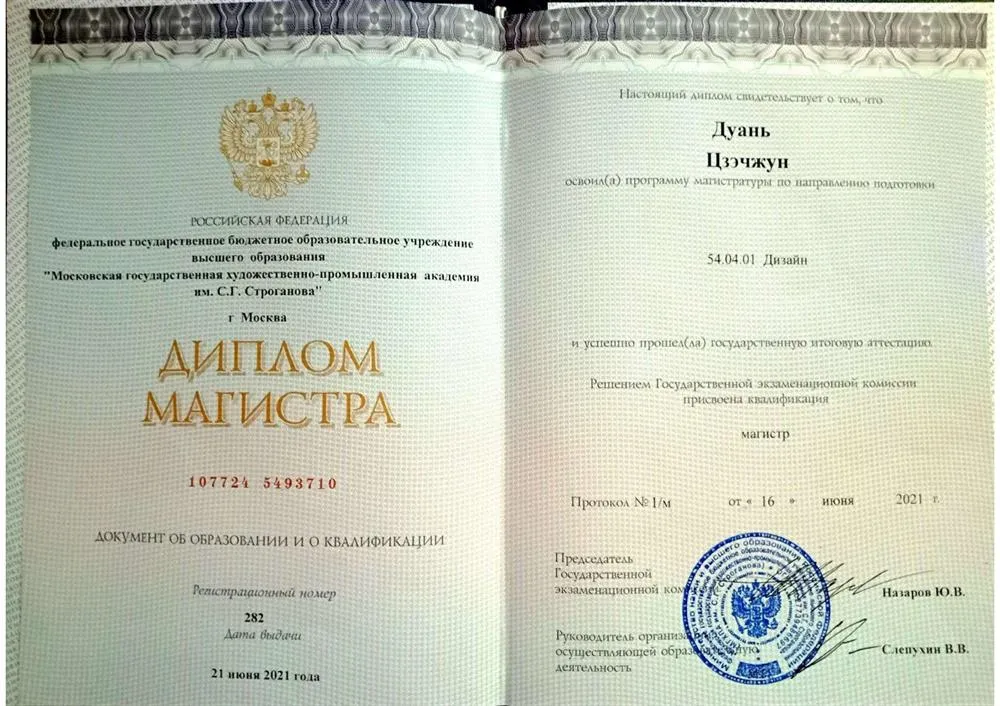 РОССИЙСКАЯ ФЕДЕРАЦИЯ
федеральное государственное бюджетное образовательное учреждение
высшего образования
"Московская государственная художественно-промышленная академия
им. С.Г. Строганова"
г Москва
ДИПЛОМ
МАГИСТРА
107724 5493710
ДОКУМЕНТ ОБ ОБРАЗОВАНИИ И О КВАЛИФИКАЦИИ
Регистрационный номер
282
Дата выдачи
21 июня 2021 года
Настоящий диплом свидетельствует о том, что
Дуань
Цзэчжун
освоил(а) программу магистратуры по направлению подготовки
54.04.01 Дизайн
и успешно прошел(ла) государственную итоговую аттестацию.
Решением Государственной экзаменационной комиссии
присвоена квалификация
магистр
Протокол № 1/м от « 16 » июня 2021 г.
Председатель
Государственной
экзаменационной
Назаров Ю.В.
Руководитель
осуществляющей
деятельность
Слепухин В.В.